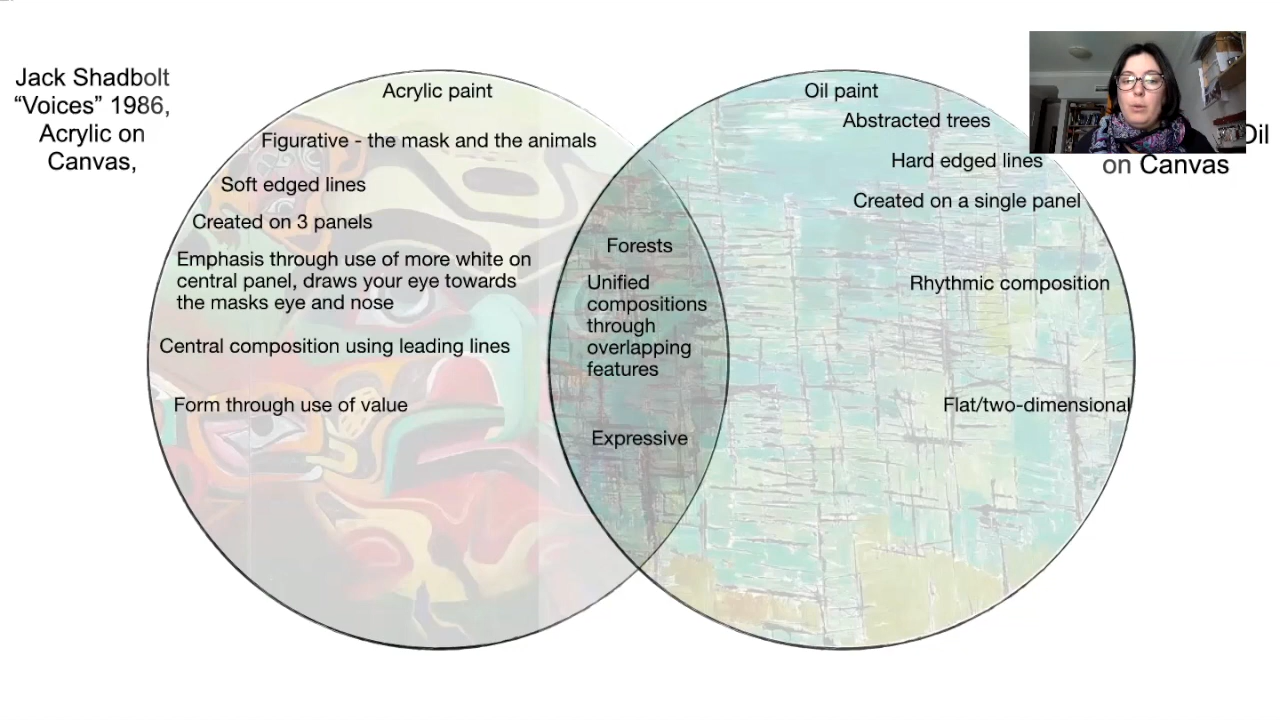 Jack Shadbolt
“Voices” 1986,
Acrylic on
Canvas,
Acrylic paint
Figurative - the mask and the animals
Soft edged lines
Created on 3 panels
Emphasis through use of more white on
central panel, draws your eye towards
the masks eye and nose
Central composition using leading lines
Form through use of value
Forests
Unified
compositions
through
overlapping
features
Expressive
Oil paint
Abstracted trees
Hard edged lines
Created on a single panel
Rhythmic composition
Flat/two-dimensional
Oil
on Canvas